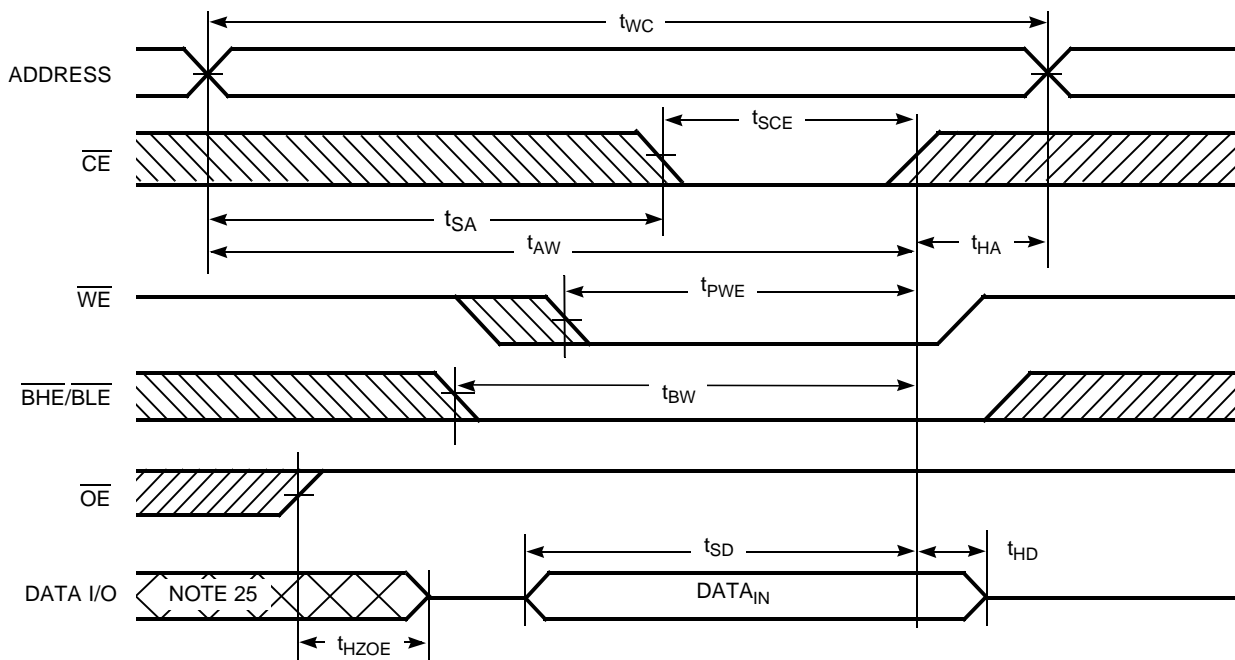 tWC
ADDRESS
tSCE
CE
tSA
tAW
tHA
WE
tPWE
BHE/BLE
tBW
OE
tSD
tHD
DATA I/O
NOTE 25
DATAIN
tHZOE